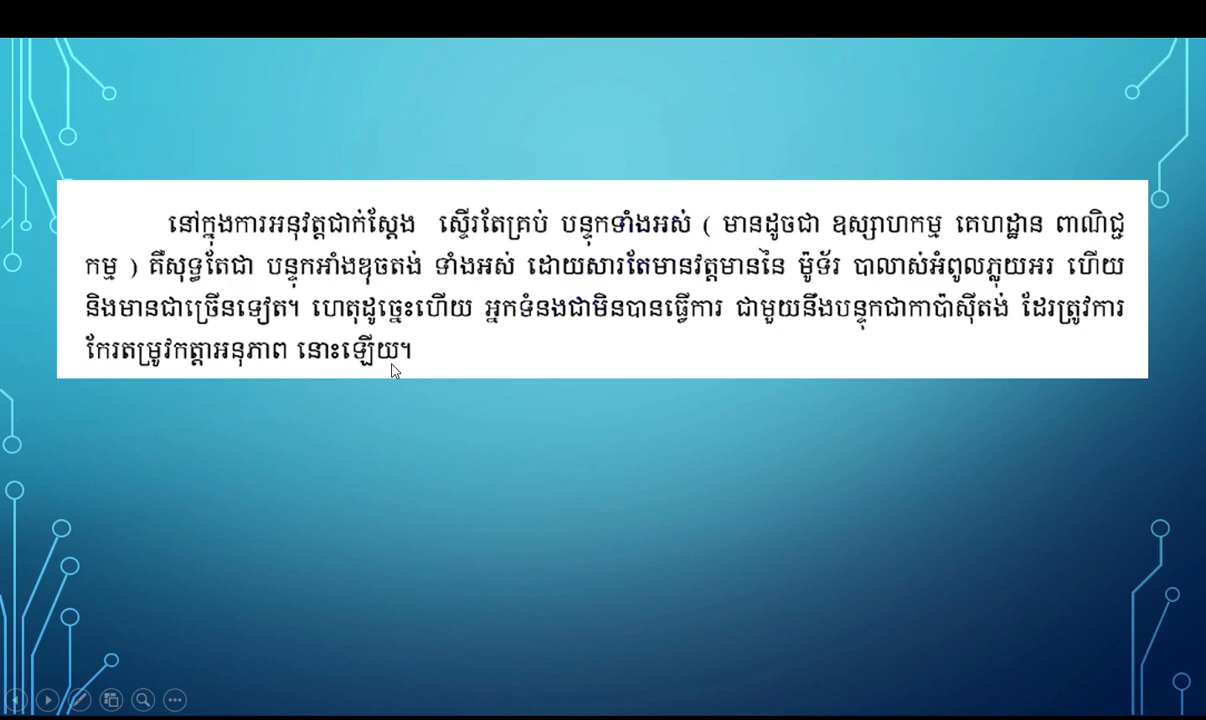 នៅក្នុងការអនុវត្តជាក់ស្តែង ស្ទើរតែគ្រប់ បន្ទុកទាំងអស់ ( មានដូចជា ឧស្សាហកម្ម គេហដ្ឋាន ពាណិជ្ជ
កម្ម ) គឺសុទ្ធតែជា បន្ទុកអាំងឌុចតង់ ទាំងអស់ ដោយសារតែមានវត្តមាននៃ ម៉ូទ័រ បាលាស់អំពូលភ្លុយអរ ហើយ
និងមានជាច្រើនទៀត។ ហេតុដូច្នេះហើយ អ្នកទំនងជាមិនបានធ្វើការ ជាមួយនឹងបន្ទុកជាកាប៉ាស៊ីតង់ ដែរត្រូវការ
កែរតម្រូវកត្តាអនុភាព នោះឡើយ។